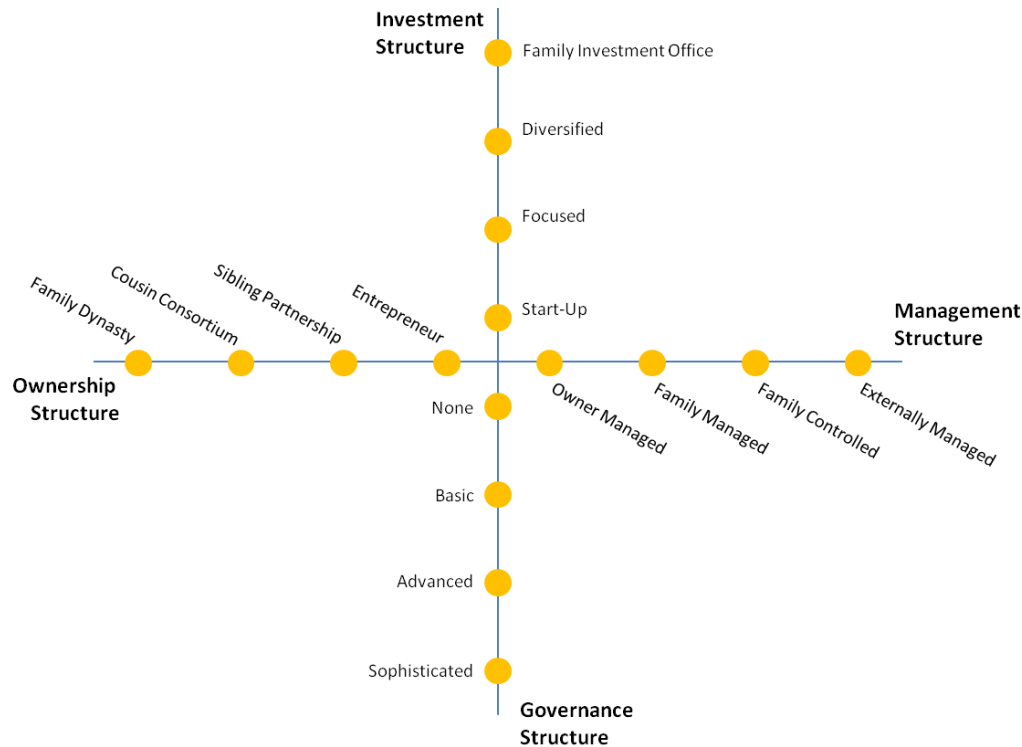 Investment
Structure
Family Investment Office
Diversified
Focused
Start-Up
Family Dynasty
Cousin Consortium
Sibling Partnership
Entrepreneur
Management
Structure
Ownership
Structure
None
Owner Managed
Family Managed
Family Controlled
Externally Managed
Basic
Advanced
Sophisticated
Governance
Structure